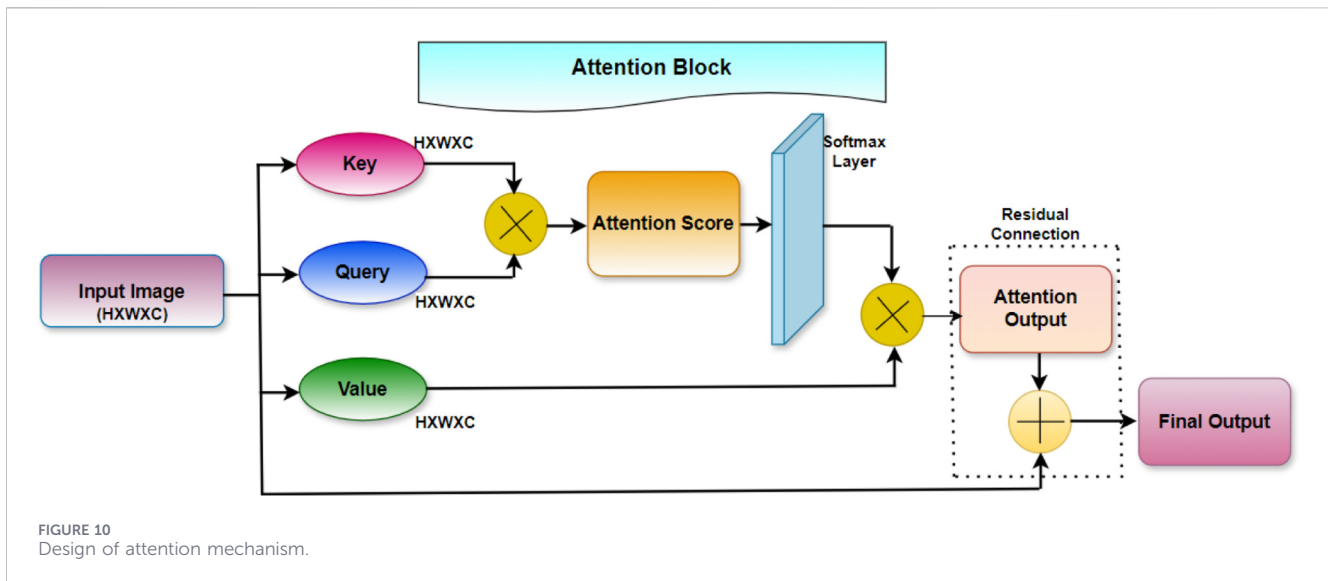 Attention Block
HXWXC
Key
Softmax
Layer
Attention Score
Residual
Connection
Query
HXWXC
Input Image
(HXWXC)
Attention
Output
Value
HXWXC
Final Output
FIGURE 10
Design of attention mechanism.